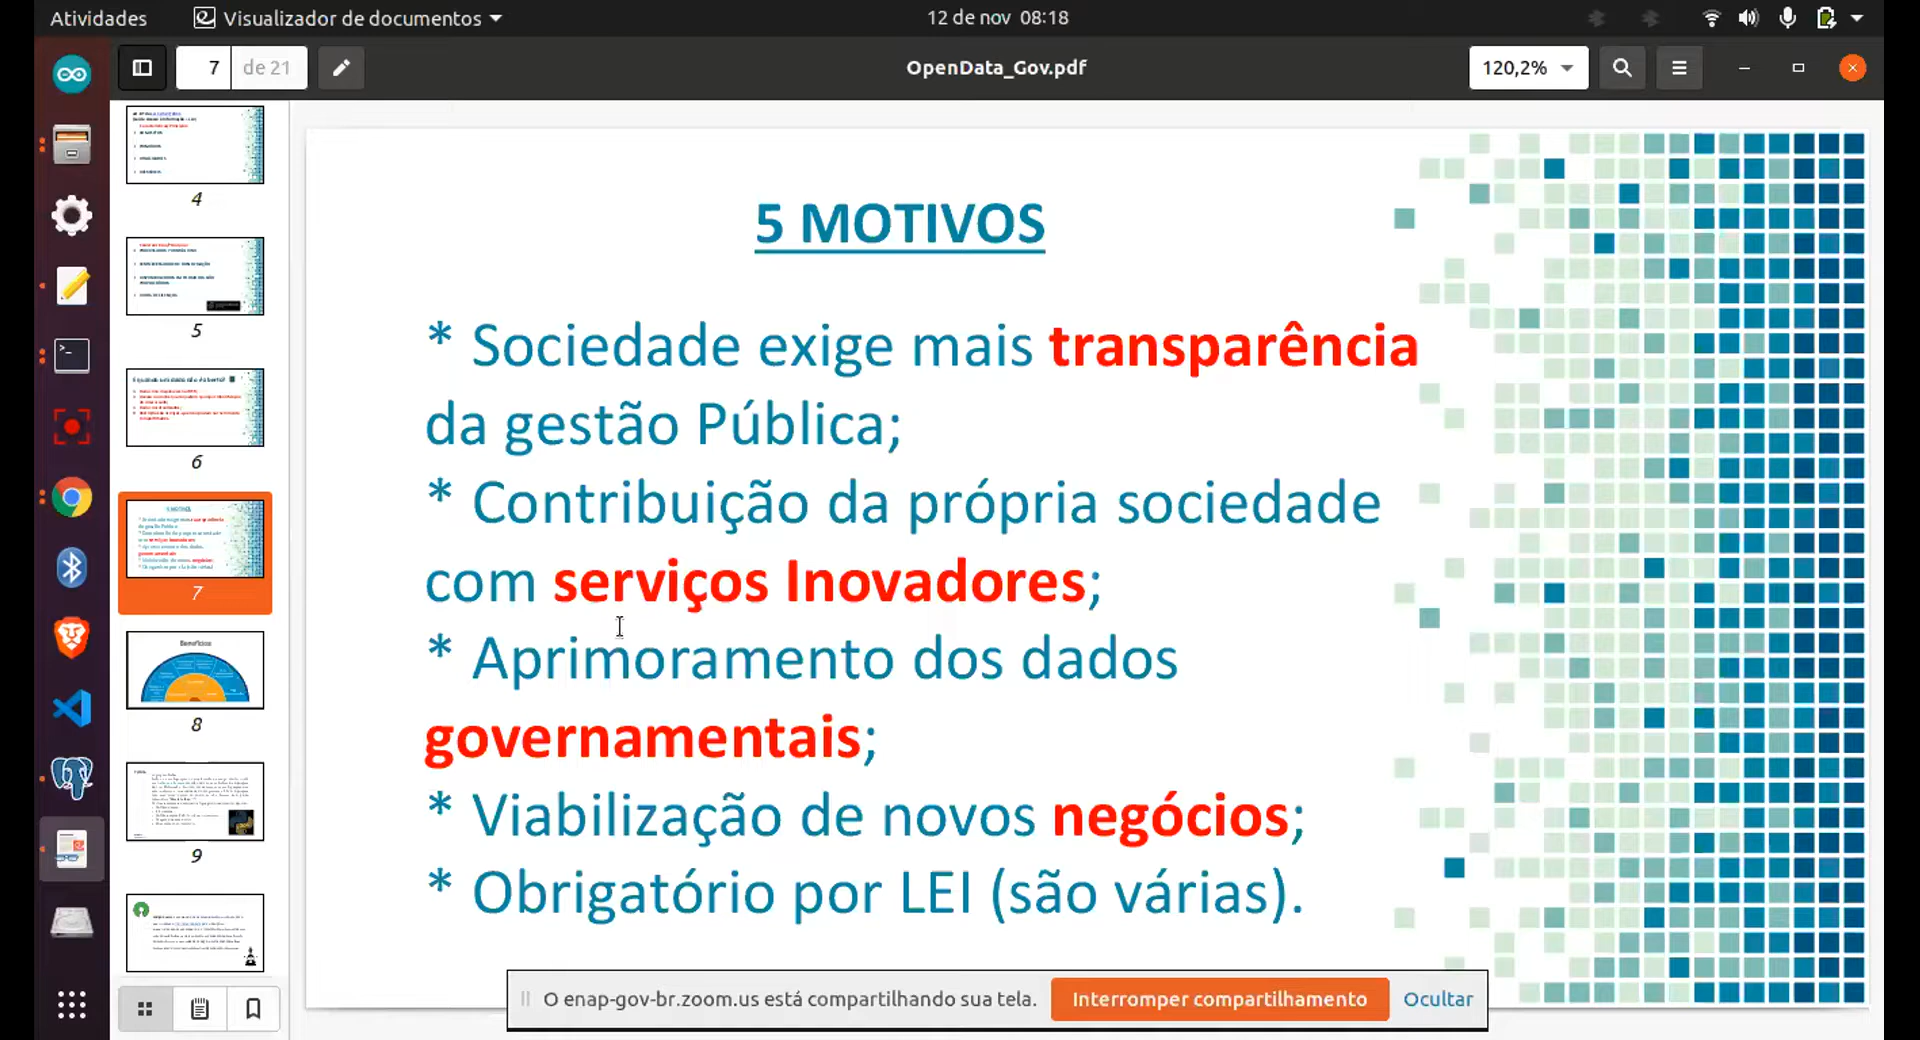 Atividades
Visualizador de documentos
12 de nov 08:18
7 de 21
OpenData_Gov.pdf
120,2%
4
5
6
7
8
9
Benefícios
5 MOTIVOS
* Sociedade exige mais transparência
da gestão Pública;
* Contribuição da própria sociedade
com serviços Inovadores;
* Aprimoramento dos dados
governamentais;
* Viabilização de novos negócios;
* Obrigatório por LEI (são várias).
O enap-gov-br.zoom.us está compartilhando sua tela.
Interromper compartilhamento
Ocultar